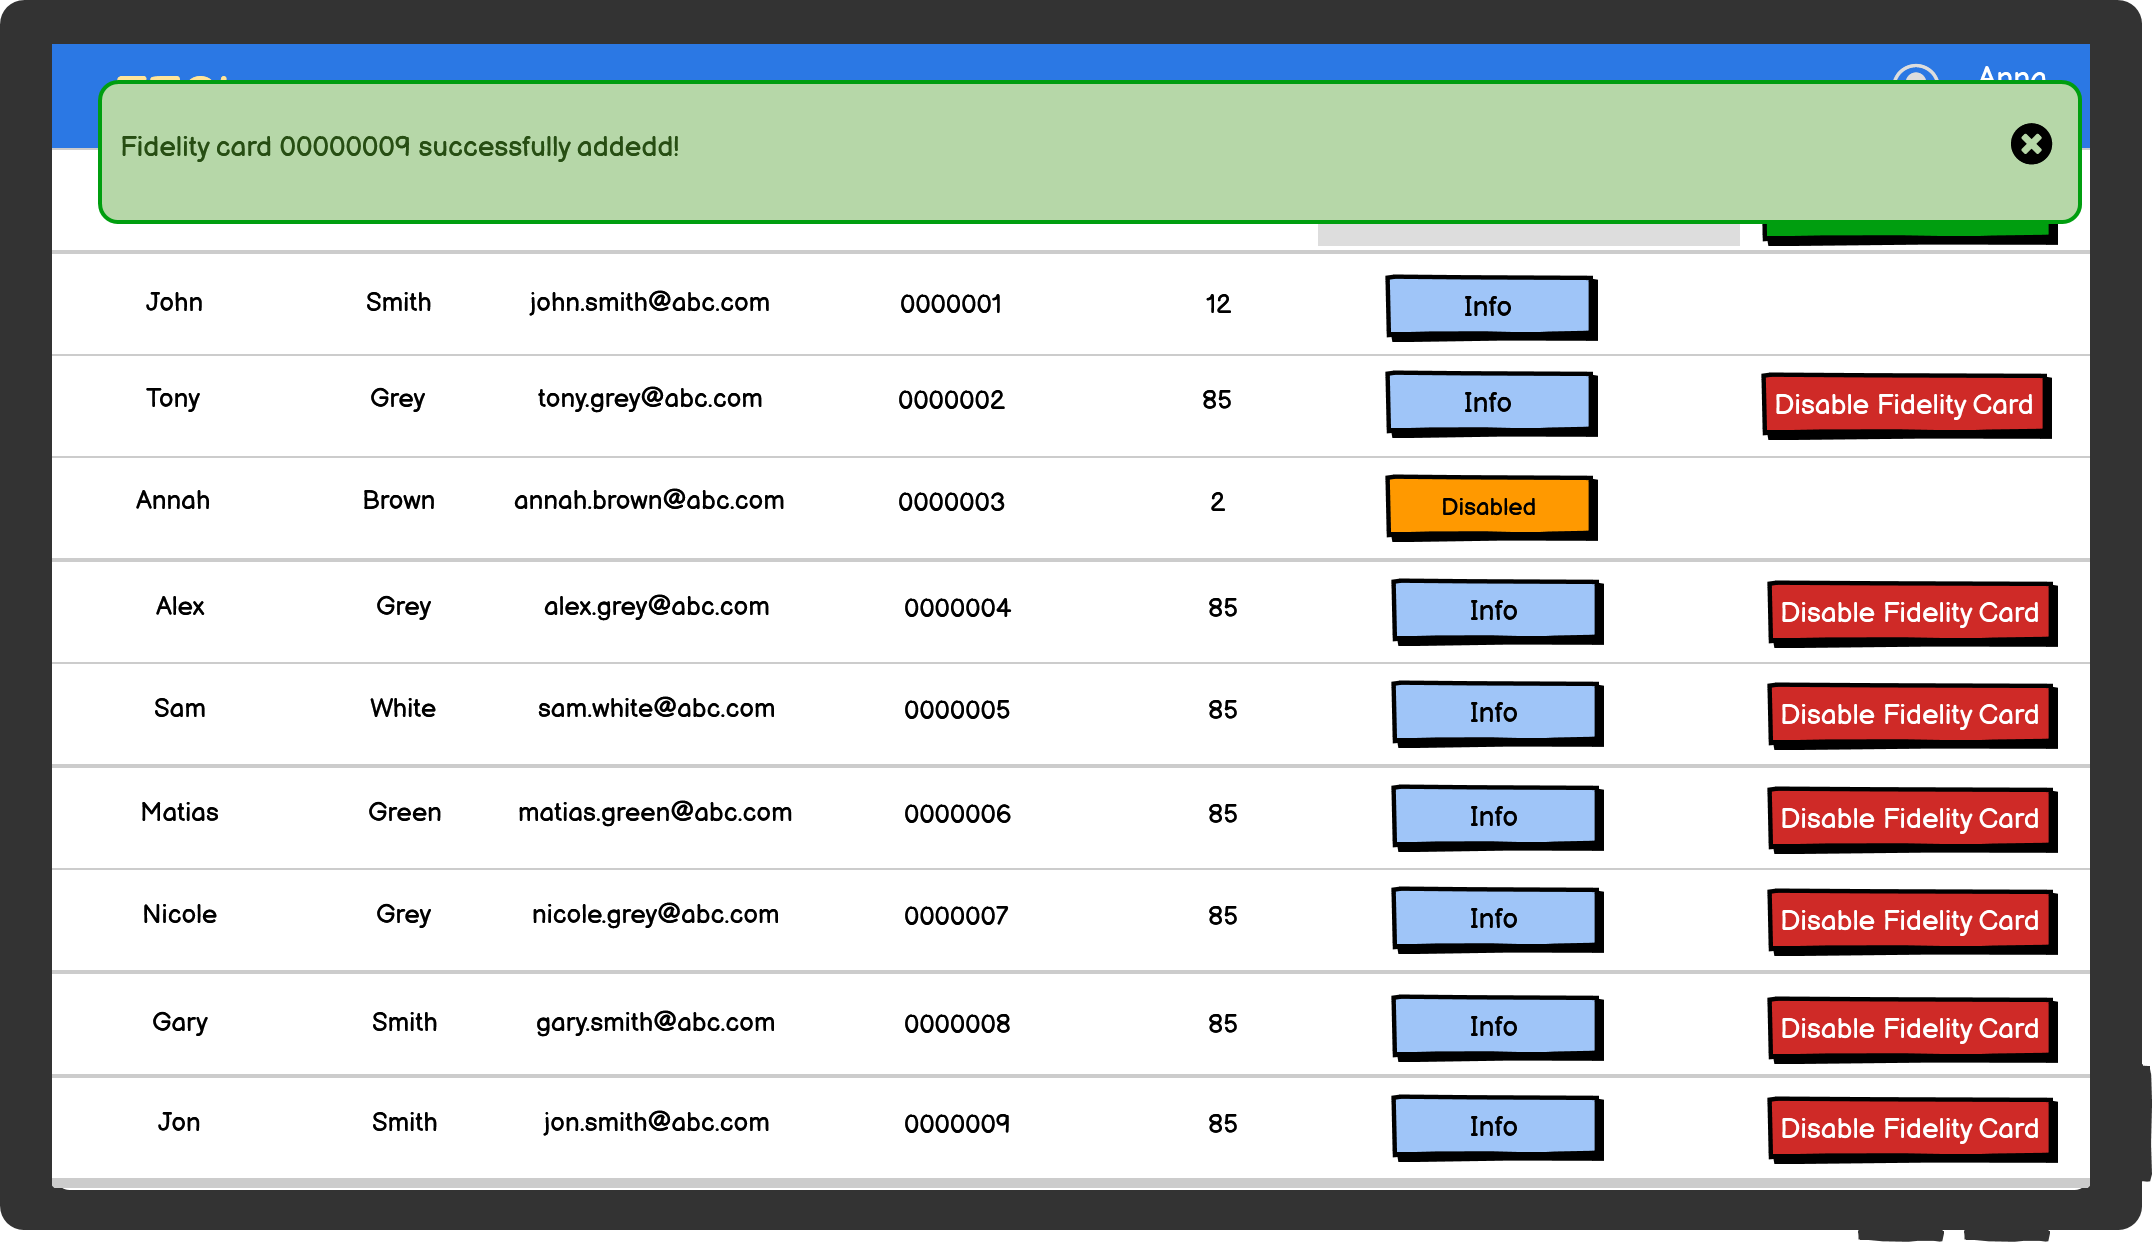 Anna
Fidelity card 00000009 successfully addedd!
John Smith john.smith@abc.com 0000001 12 Info
Tony Grey tony.grey@abc.com 0000002 85 Info Disable Fidelity Card
Annah Brown annah.brown@abc.com 0000003 2 Disabled
Alex Grey alex.grey@abc.com 0000004 85 Info Disable Fidelity Card
Sam White sam.white@abc.com 0000005 85 Info Disable Fidelity Card
Matias Green matias.green@abc.com 0000006 85 Info Disable Fidelity Card
Nicole Grey nicole.grey@abc.com 0000007 85 Info Disable Fidelity Card
Gary Smith gary.smith@abc.com 0000008 85 Info Disable Fidelity Card
Jon Smith jon.smith@abc.com 0000009 85 Info Disable Fidelity Card